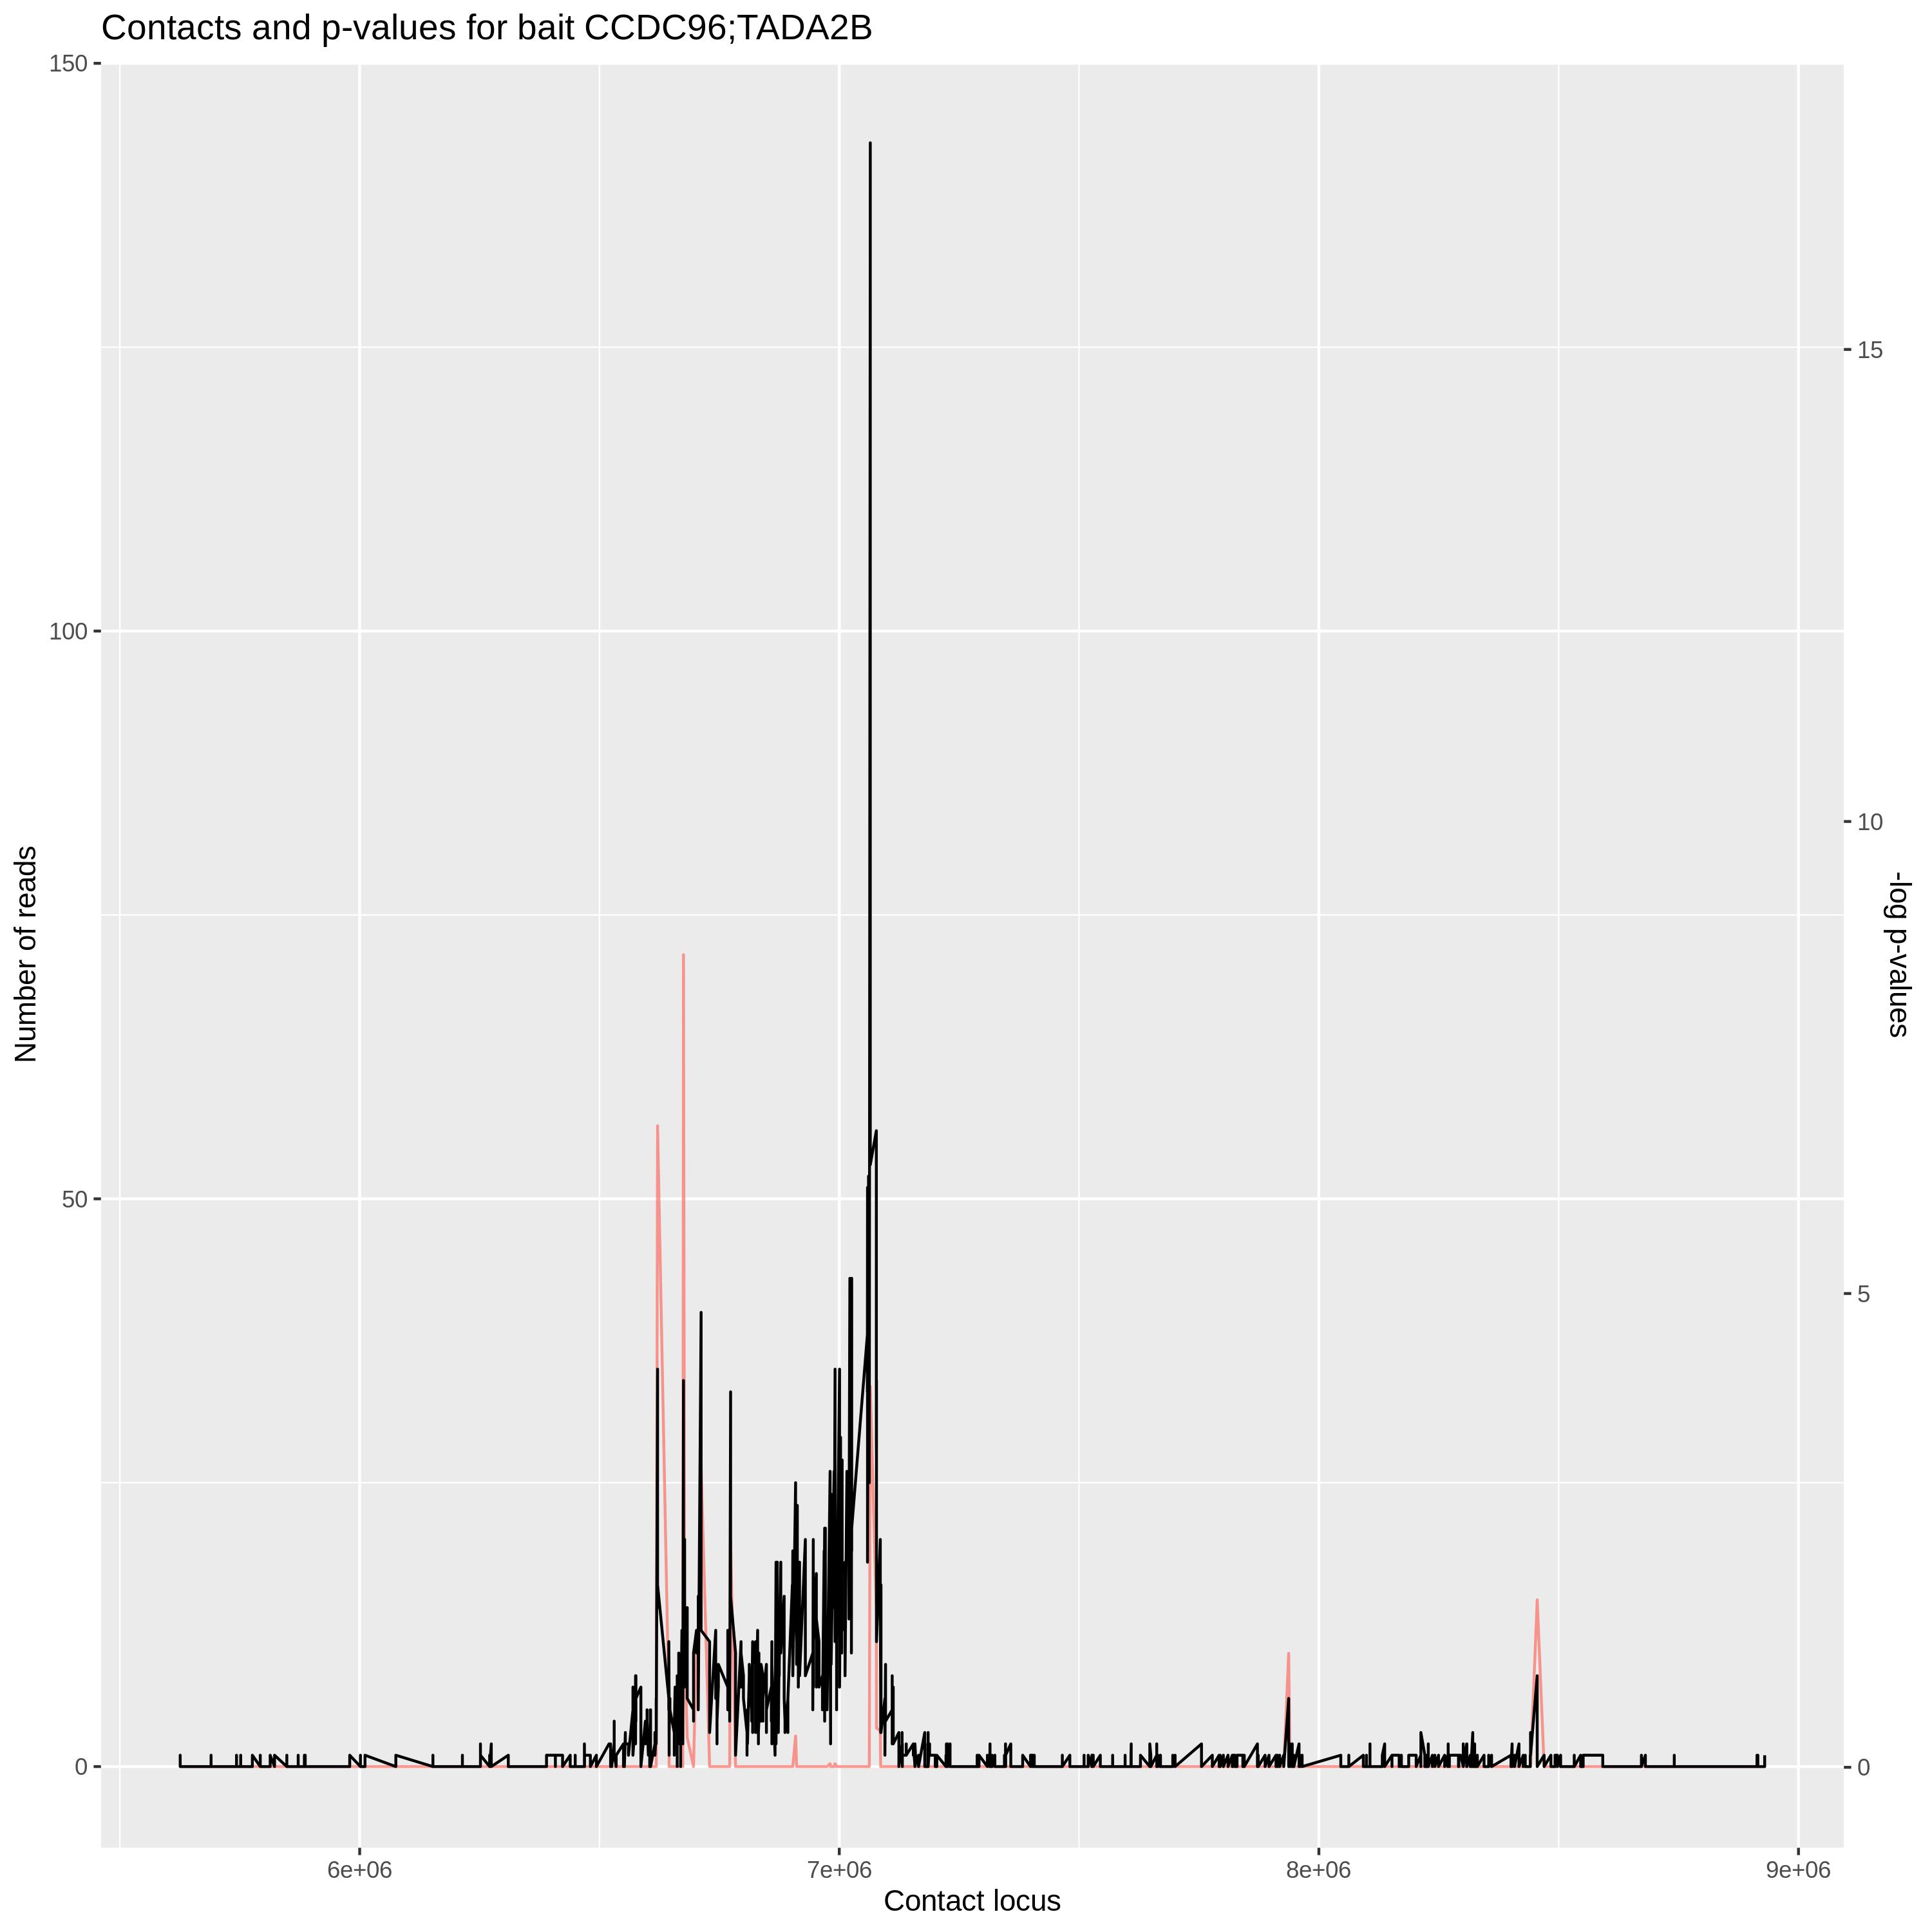 Contacts and p-values for bait CCDC96;TADA2B
150
100
50
0
Number of reads
15
10
5
0
-log p-values
6e+06
7e+06
8e+06
9e+06
Contact locus